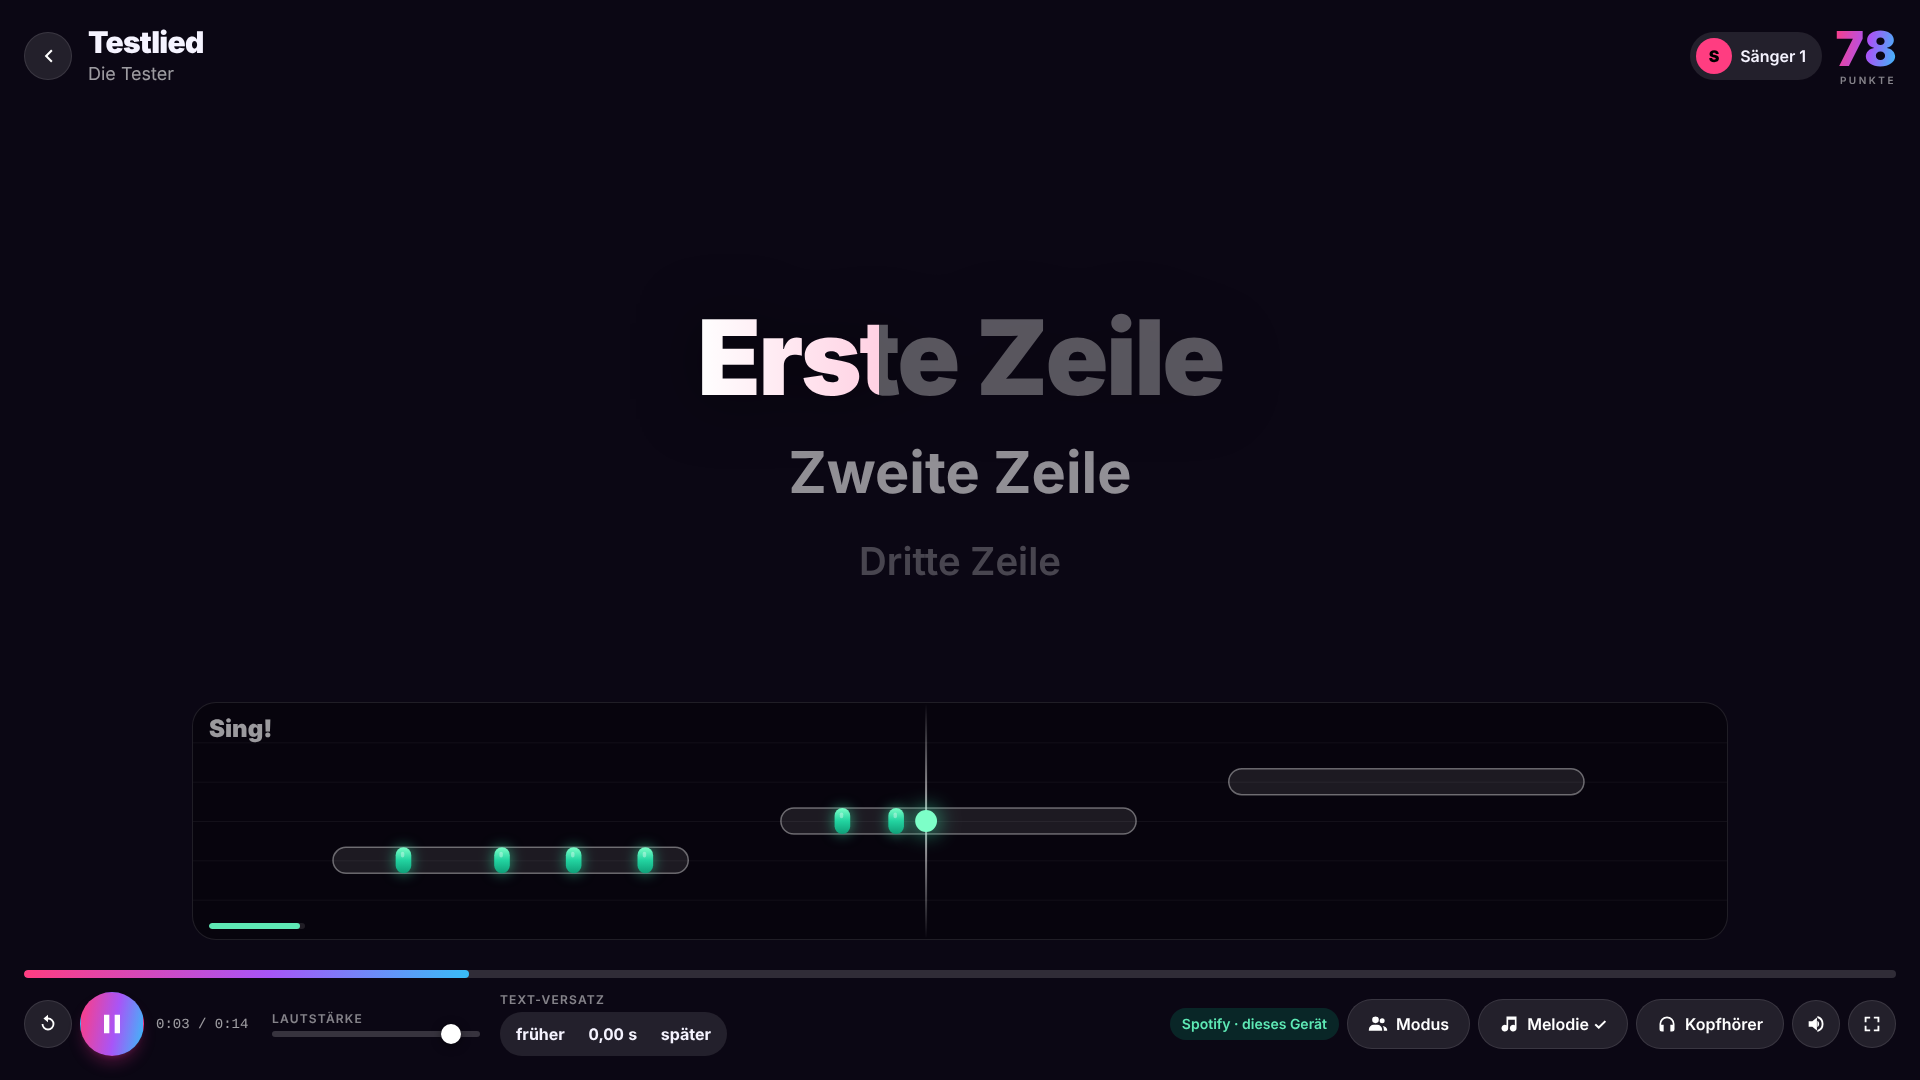 Testlied
Die Tester
S Sänger 1
78
PUNKTE
Erste Zeile
Zweite Zeile
Dritte Zeile
Sing!
0:03 / 0:14
LAUTSTÄRKE
TEXT-VERSATZ
früher 0,00 s später
Spotify · dieses Gerät
Modus
Melodie
Kopfhörer